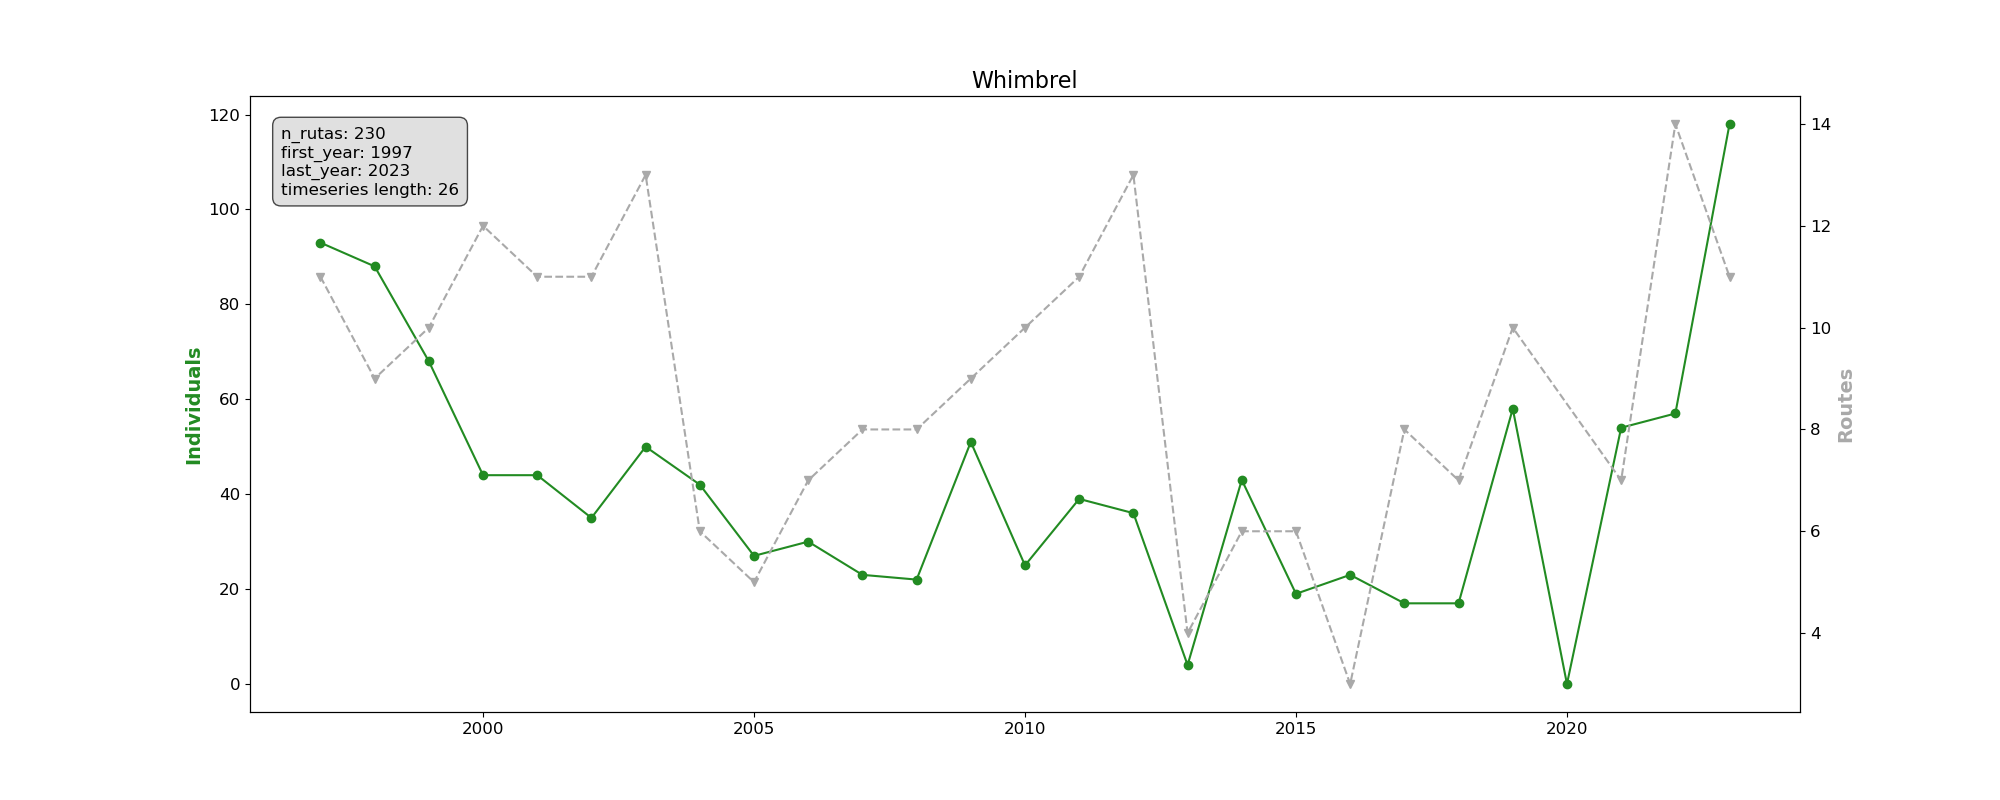 Whimbrel
n_rutas: 230
first_year: 1997
last_year: 2023
timeseries length: 26
120
100
80
60
40
20
0
Individuals
14
12
10
8
6
4
Routes
2000
2005
2010
2015
2020